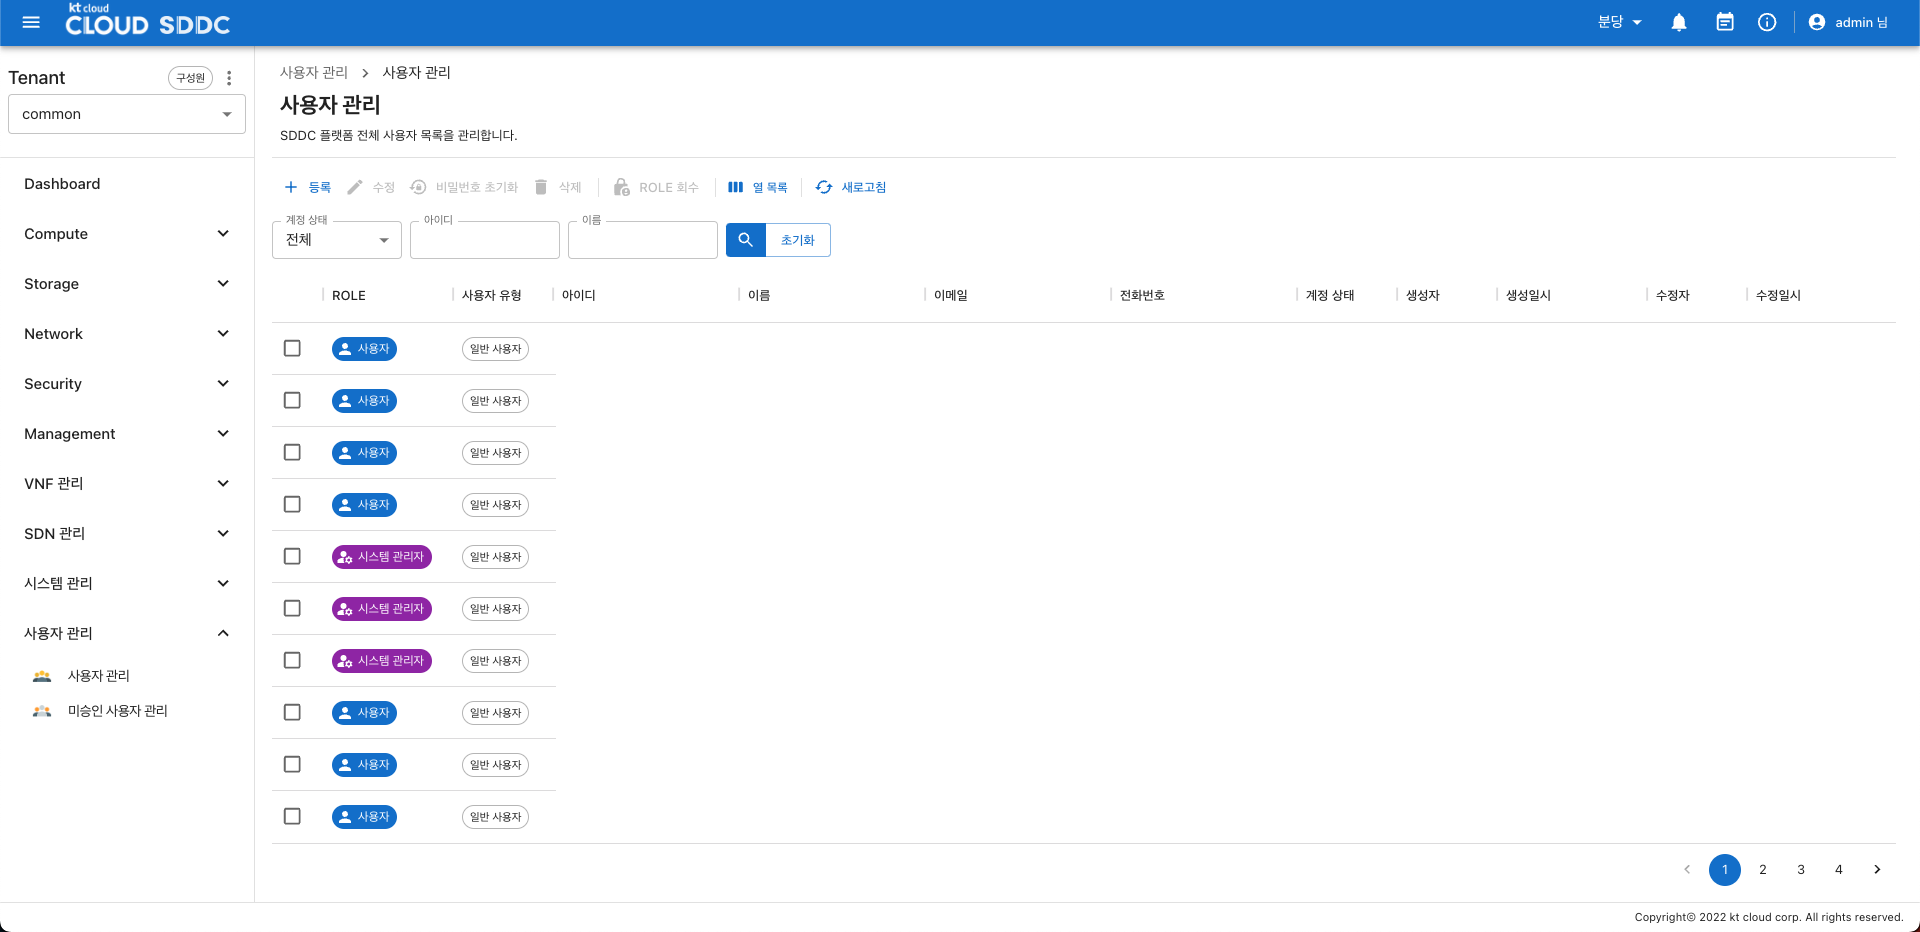 kt cloud
CLOUD SDDC
분당
admin 님
Tenant
구성원
common
Dashboard
Compute
Storage
Network
Security
Management
VNF 관리
SDN 관리
시스템 관리
사용자 관리
사용자 관리
미승인 사용자 관리
사용자 관리 > 사용자 관리
사용자 관리
SDDC 플랫폼 전체 사용자 목록을 관리합니다.
등록 수정 비밀번호 초기화 삭제 ROLE 회수 열 목록 새로고침
계정 상태 아이디 이름
전체 초기화
ROLE 사용자 유형 아이디 이름 이메일 전화번호 계정 상태 생성자 생성일시 수정자 수정일시
사용자 일반 사용자
사용자 일반 사용자
사용자 일반 사용자
사용자 일반 사용자
시스템 관리자 일반 사용자
시스템 관리자 일반 사용자
시스템 관리자 일반 사용자
사용자 일반 사용자
사용자 일반 사용자
사용자 일반 사용자
1 2 3 4
Copyright© 2022 kt cloud corp. All rights reserved.